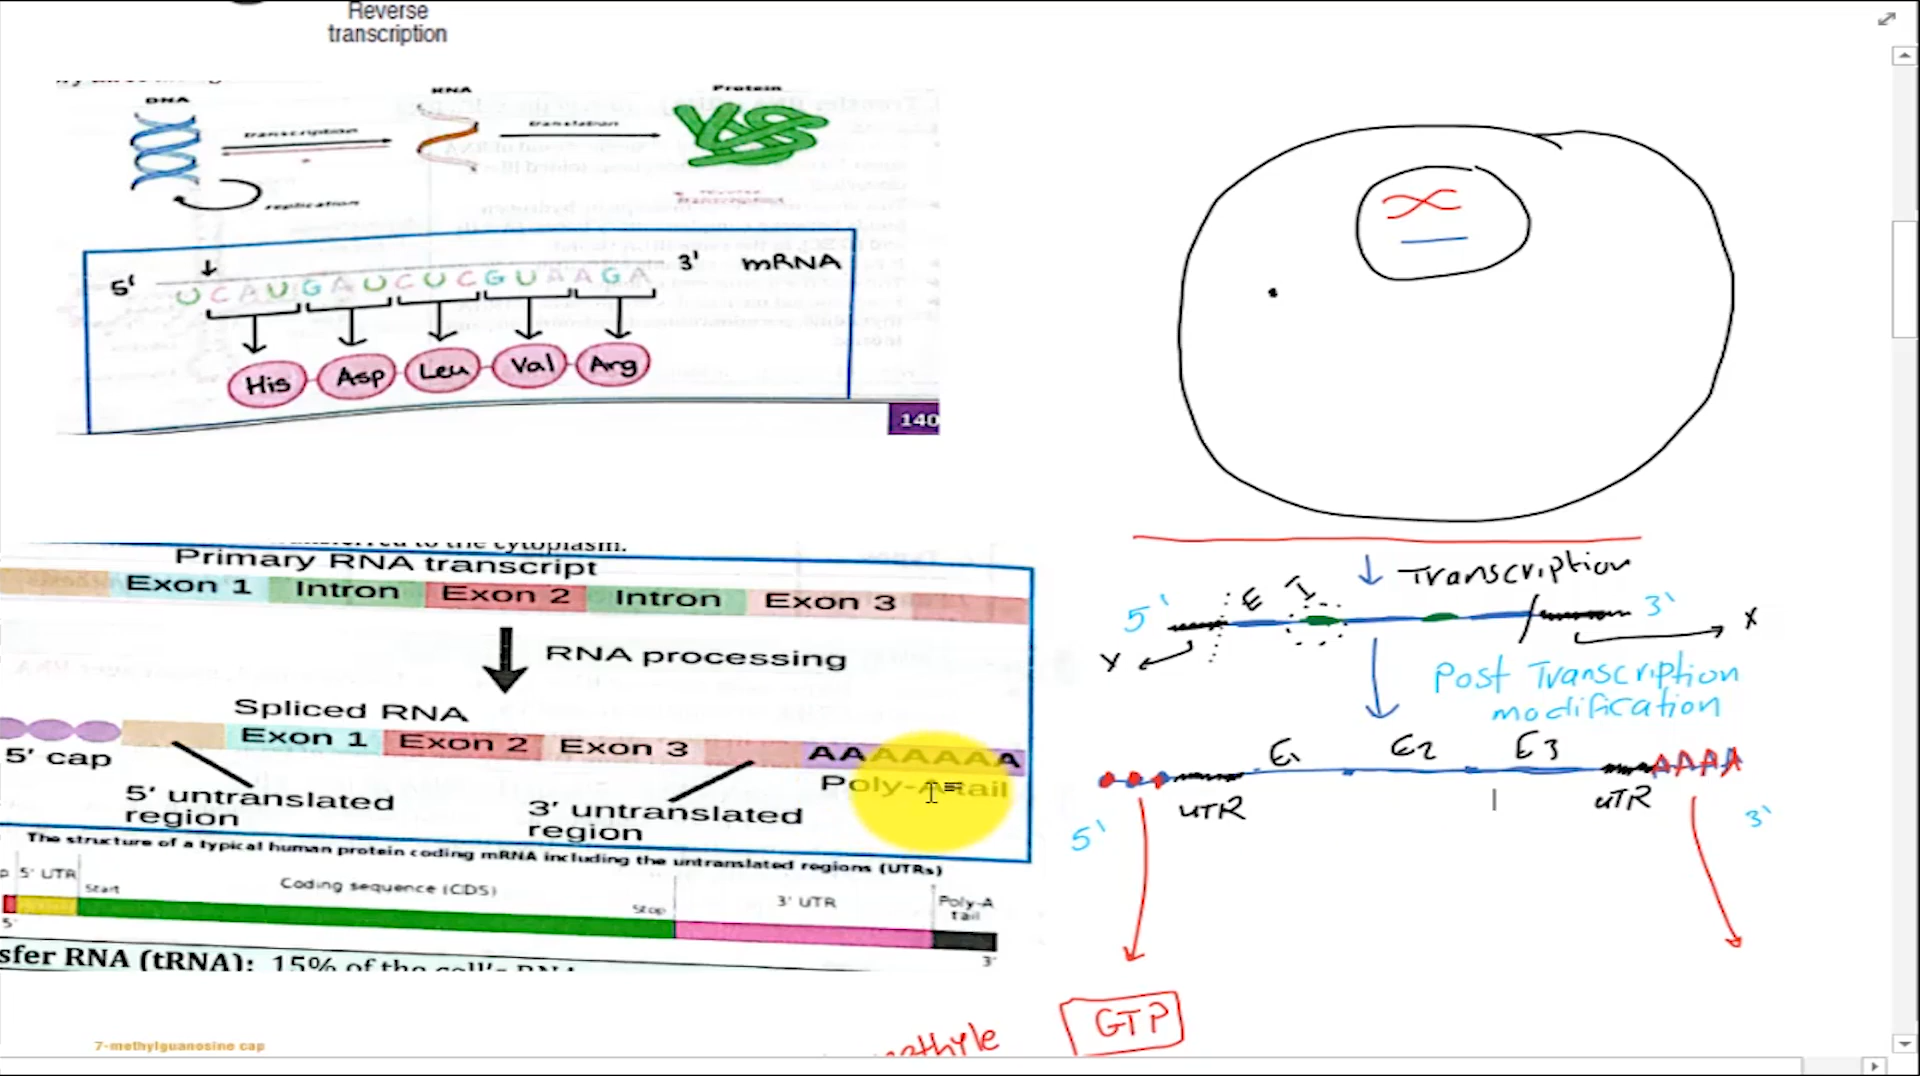 Reverse
transcription
DNA
RNA
Protein
transcription
translation
replication
5' U C A U G A U C U C G U A A G A 3' mRNA
His Asp Leu Val Arg
140
to the cytoplasm.
Primary RNA transcript
Exon 1 Intron Exon 2 Intron Exon 3
RNA processing
Spliced RNA
Exon 1 Exon 2 Exon 3 AAAAAAA
5' cap
Poly-A tail
5' untranslated
region
3' untranslated
region
The structure of a typical human protein coding mRNA including the untranslated regions (UTRs)
p 5' UTR
Start
Coding sequence (CDS)
Stop
3' UTR
Poly-A
tail
5'
3'
sfer RNA (tRNA): 15% of the cell's RNA
7-methylguanosine cap
Transcription
5' E I 3'
Y X
Post Transcription
modification
E1 E2 E3
AAAA
UTR UTR
5' 3'
GTP
methyle